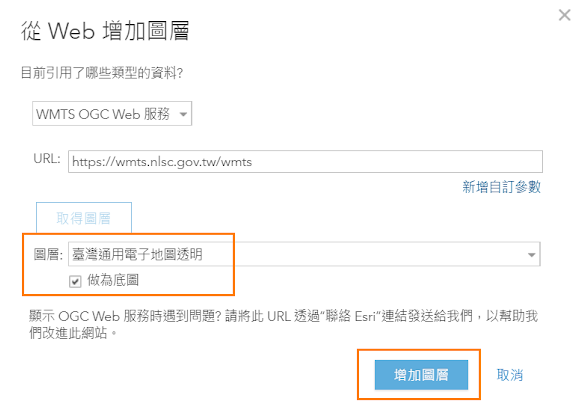 從 Web 增加圖層
目前引用了哪些類型的資料?
WMTS OGC Web 服務
URL: https://wmts.nlsc.gov.tw/wmts
新增自訂參數
取得圖層
圖層: 臺灣通用電子地圖透明
做為底圖
顯示 OGC Web 服務時遇到問題? 請將此 URL 透過"聯絡 Esri"連結發送給我們，以幫助我
們改進此網站。
增加圖層 取消